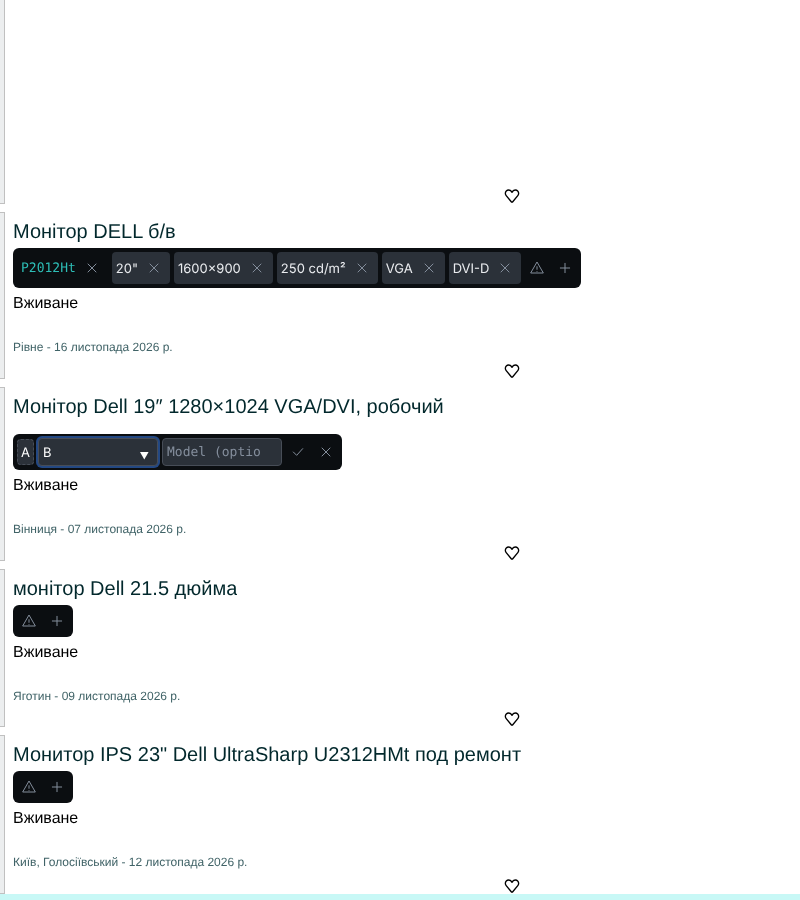 Монітор DELL б/в
P2012Ht 20" 1600×900 250 cd/m² VGA DVI-D
Вживане
Рівне - 16 листопада 2026 р.
Монітор Dell 19″ 1280×1024 VGA/DVI, робочий
A B Model (optio
Вживане
Вінниця - 07 листопада 2026 р.
монітор Dell 21.5 дюйма
Вживане
Яготин - 09 листопада 2026 р.
Монитор IPS 23" Dell UltraSharp U2312HMt под ремонт
Вживане
Київ, Голосіївський - 12 листопада 2026 р.